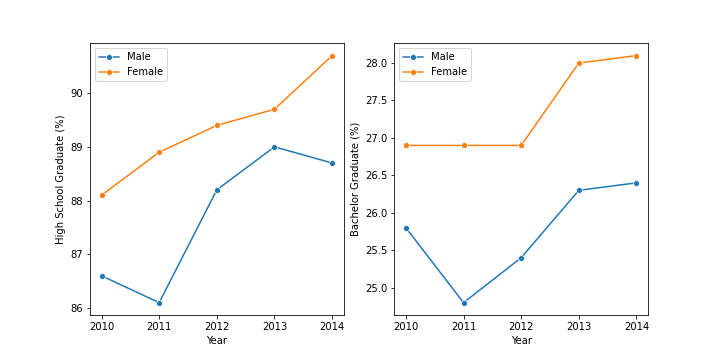 Male
Female
High School Graduate (%)
90
89
88
87
86
2010 2011 2012 2013 2014
Year
Male
Female
Bachelor Graduate (%)
28.0
27.5
27.0
26.5
26.0
25.5
25.0
2010 2011 2012 2013 2014
Year